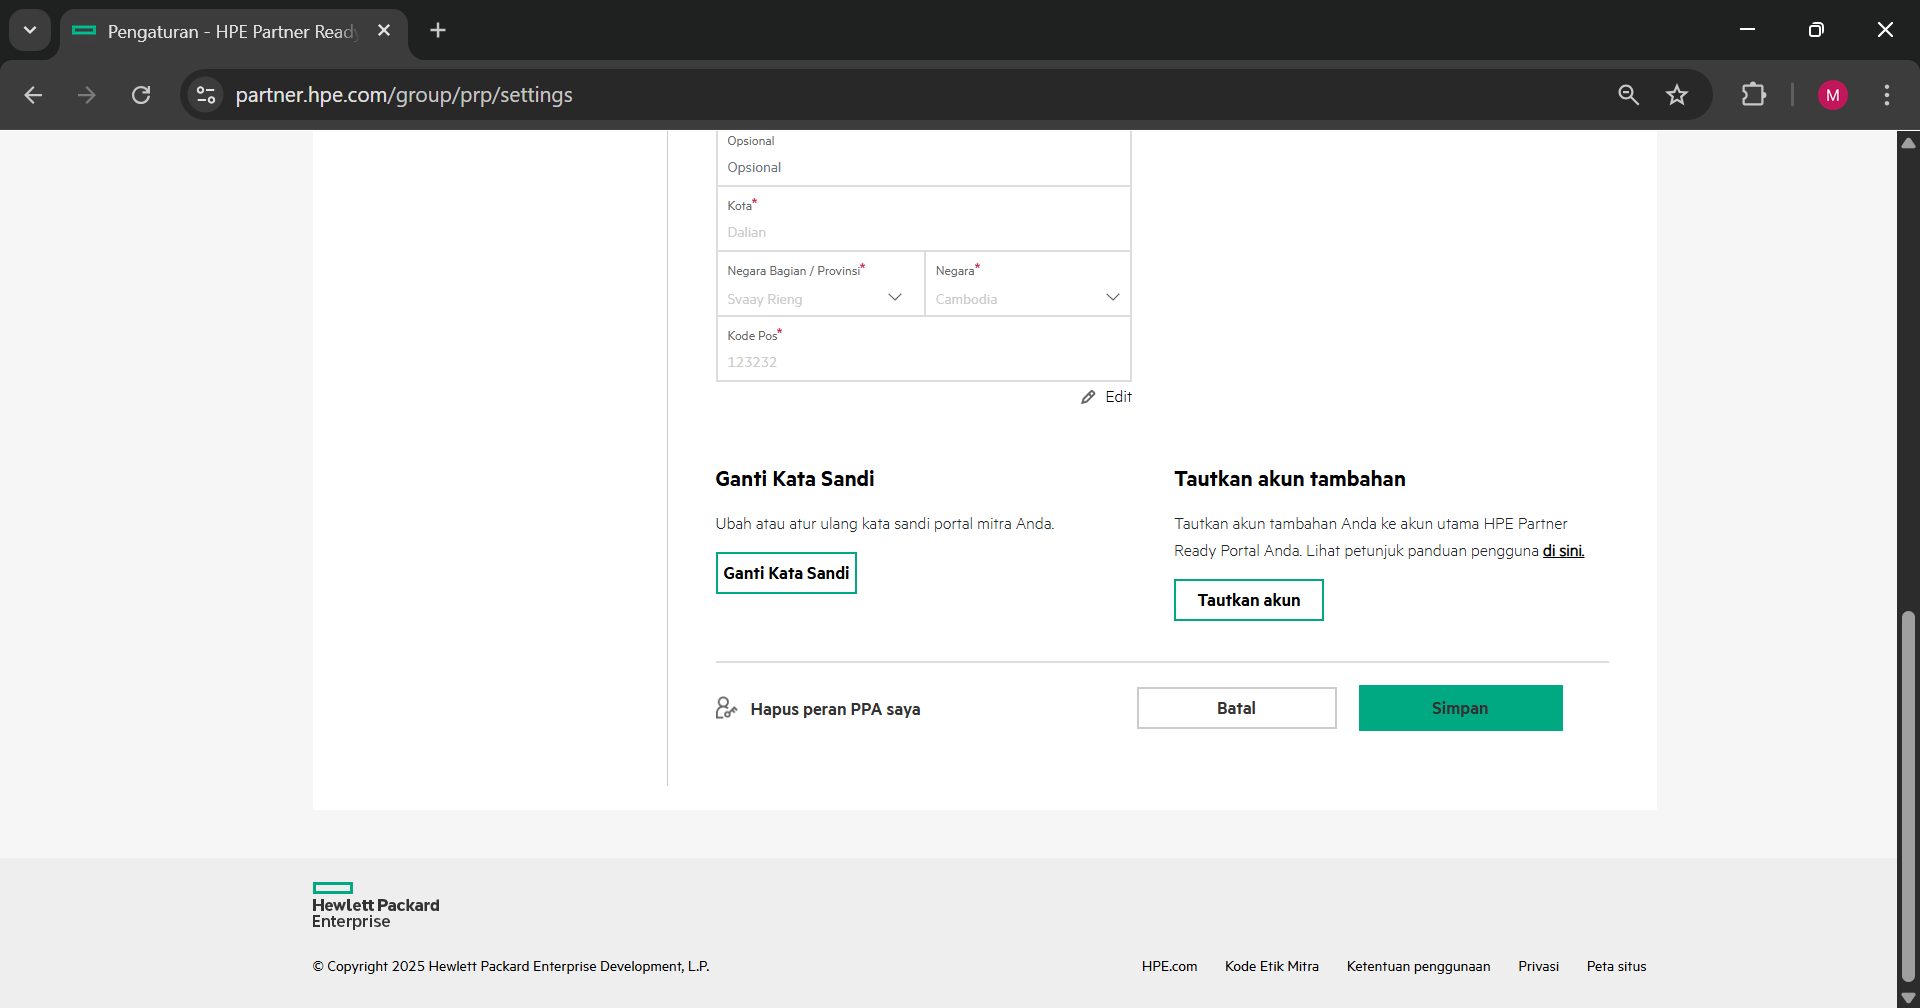 Pengaturan - HPE Partner Read
partner.hpe.com/group/prp/settings
M
Opsional
Opsional
Kota*
Dalian
Negara Bagian / Provinsi*
Negara*
Svaay Rieng
Cambodia
Kode Pos*
123232
Edit
Ganti Kata Sandi
Ubah atau atur ulang kata sandi portal mitra Anda.
Ganti Kata Sandi
Tautkan akun tambahan
Tautkan akun tambahan Anda ke akun utama HPE Partner
Ready Portal Anda. Lihat petunjuk panduan pengguna di sini.
Tautkan akun
Hapus peran PPA saya
Batal
Simpan
Hewlett Packard
Enterprise
© Copyright 2025 Hewlett Packard Enterprise Development, L.P.
HPE.com
Kode Etik Mitra
Ketentuan penggunaan
Privasi
Peta situs